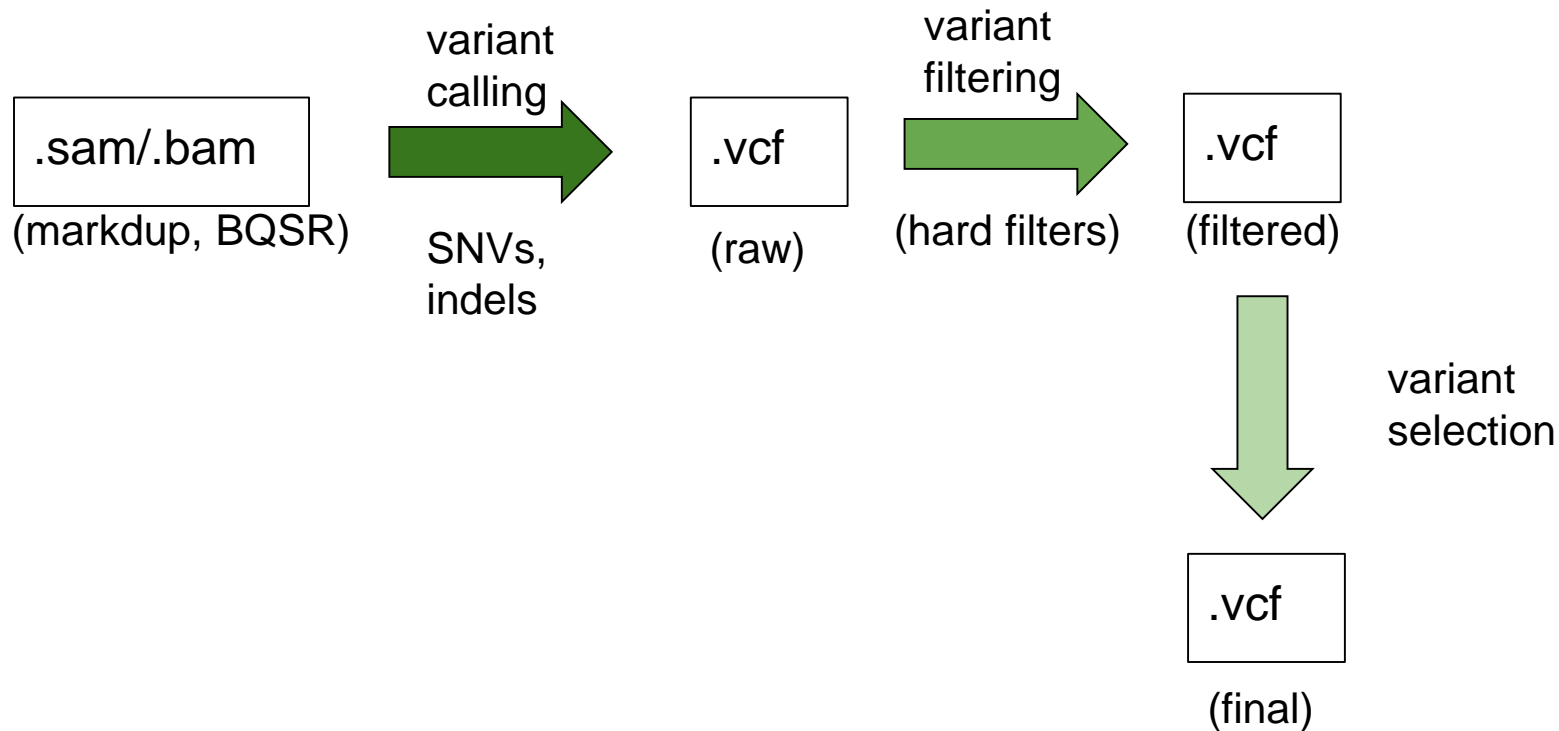 .sam/.bam
(markdup, BQSR)
variant
calling
SNVs,
indels
.vcf
(raw)
variant
filtering
(hard filters)
.vcf
(filtered)
variant
selection
.vcf
(final)